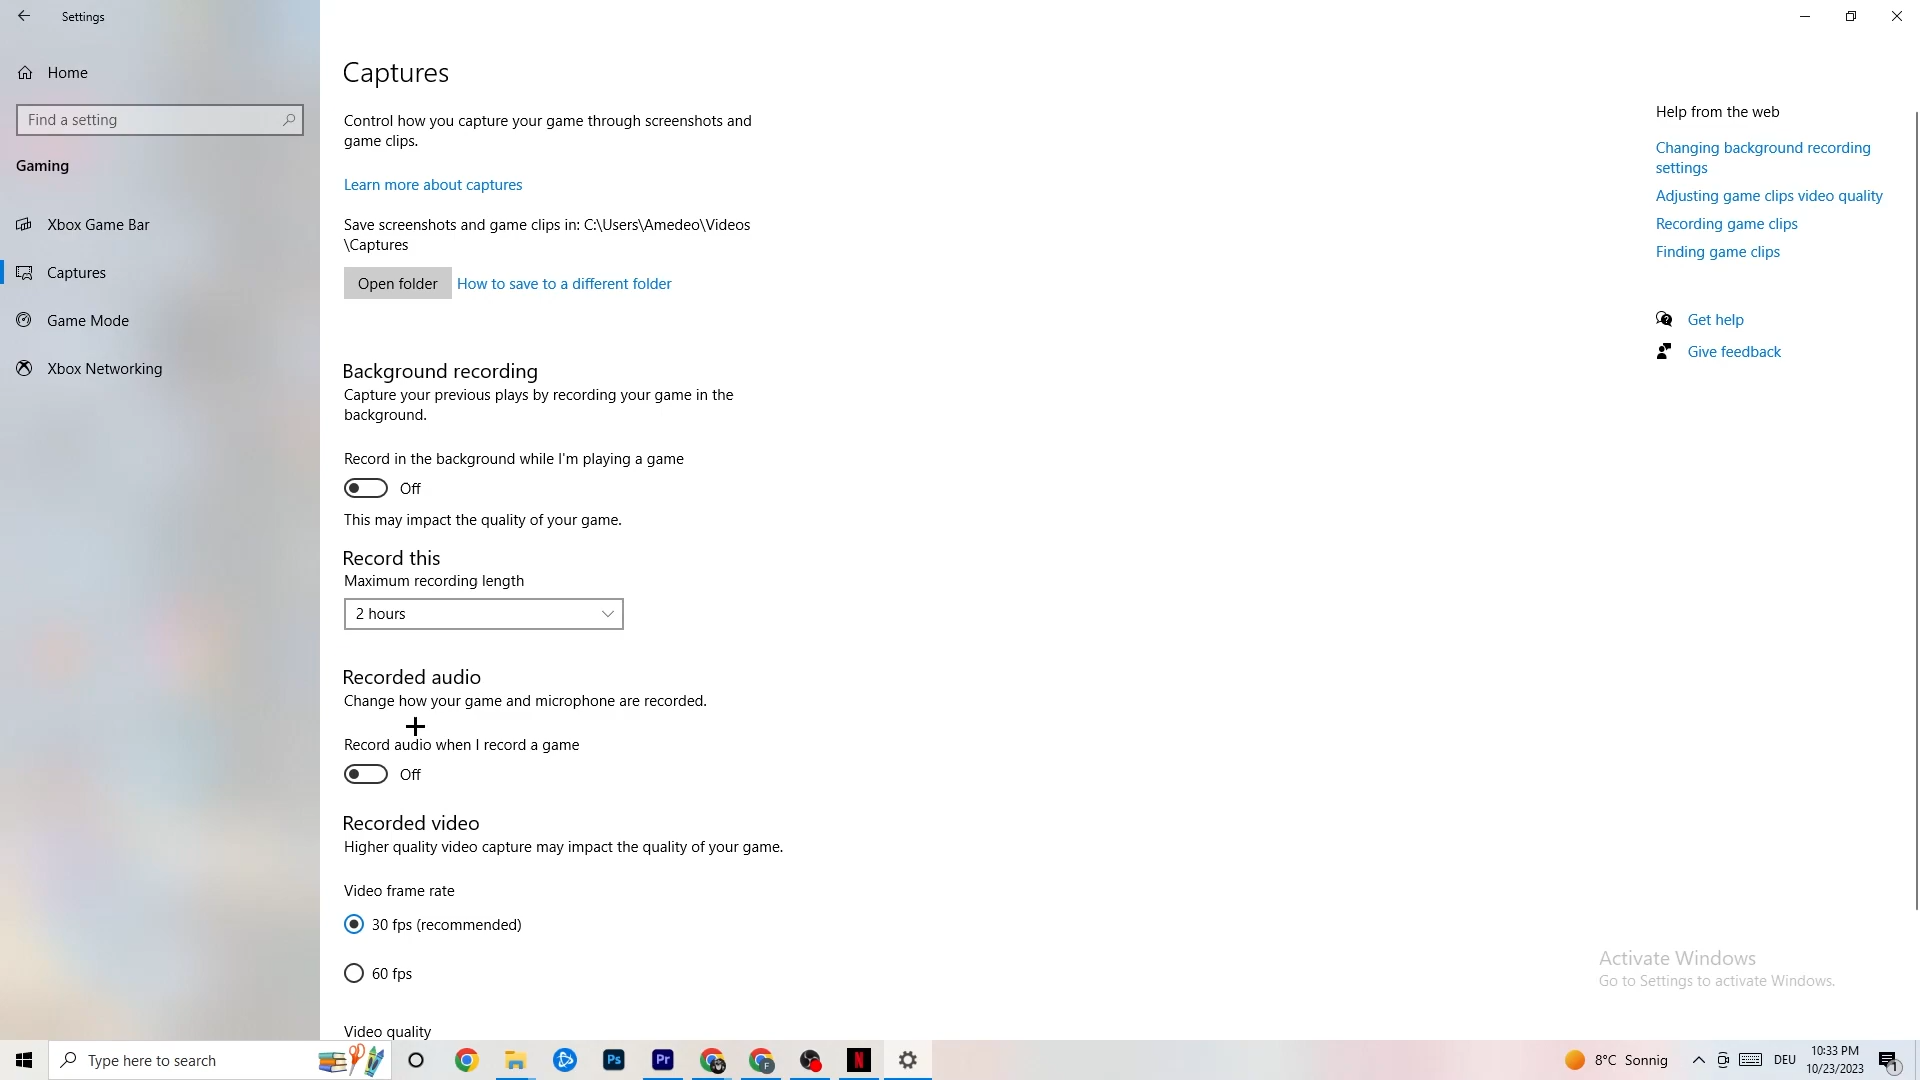 Settings
Home
Find a setting
Gaming
Xbox Game Bar
Captures
Game Mode
Xbox Networking
Captures
Control how you capture your game through screenshots and
game clips.
Learn more about captures
Save screenshots and game clips in: C:\Users\Amedeo\Videos
\Captures
Open folder
How to save to a different folder
Background recording
Capture your previous plays by recording your game in the
background.
Record in the background while I'm playing a game
Off
This may impact the quality of your game.
Record this
Maximum recording length
2 hours
Recorded audio
Change how your game and microphone are recorded.
Record audio when I record a game
Off
Recorded video
Higher quality video capture may impact the quality of your game.
Video frame rate
30 fps (recommended)
60 fps
Video quality
Help from the web
Changing background recording
settings
Adjusting game clips video quality
Recording game clips
Finding game clips
Get help
Give feedback
Activate Windows
Go to Settings to activate Windows.
Type here to search
Ps
Pr
F
N
8°C Sonnig
DEU
10:33 PM
10/23/2023
1